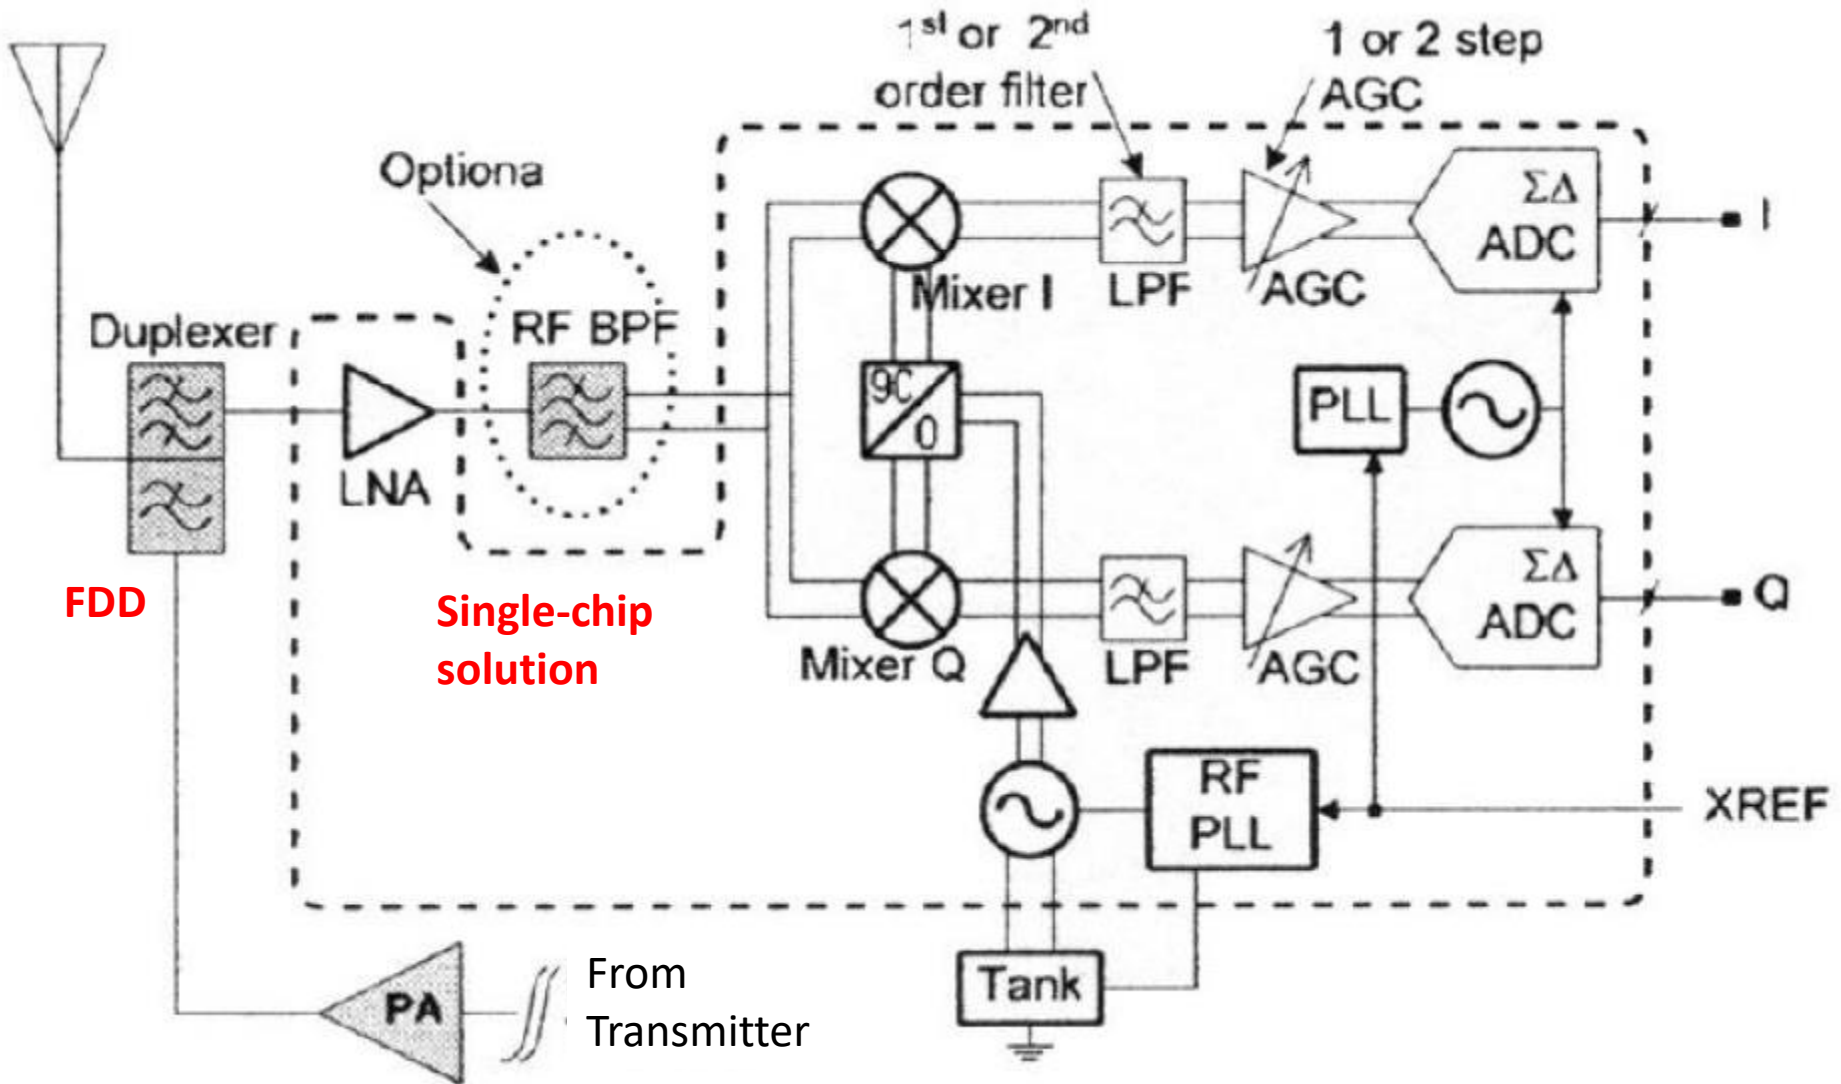 1st or 2nd
order filter
1 or 2 step
AGC
Optiona
Duplexer
RF BPF
LNA
FDD
Single-chip
solution
Mixer I
LPF
AGC
ΣΔ
ADC
I
9C
0
PLL
Mixer Q
LPF
AGC
ΣΔ
ADC
Q
RF
PLL
XREF
Tank
PA
From
Transmitter